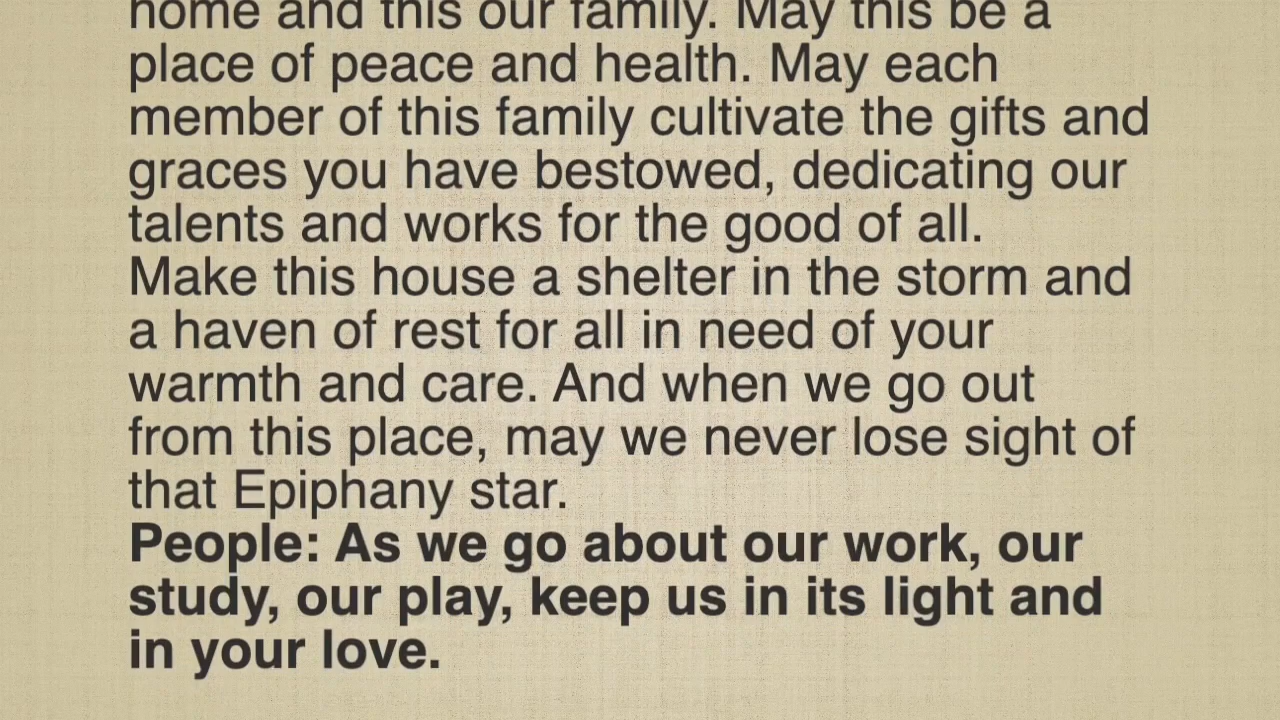 home and this our family. May this be a
place of peace and health. May each
member of this family cultivate the gifts and
graces you have bestowed, dedicating our
talents and works for the good of all.
Make this house a shelter in the storm and
a haven of rest for all in need of your
warmth and care. And when we go out
from this place, may we never lose sight of
that Epiphany star.
People: As we go about our work, our
study, our play, keep us in its light and
in your love.